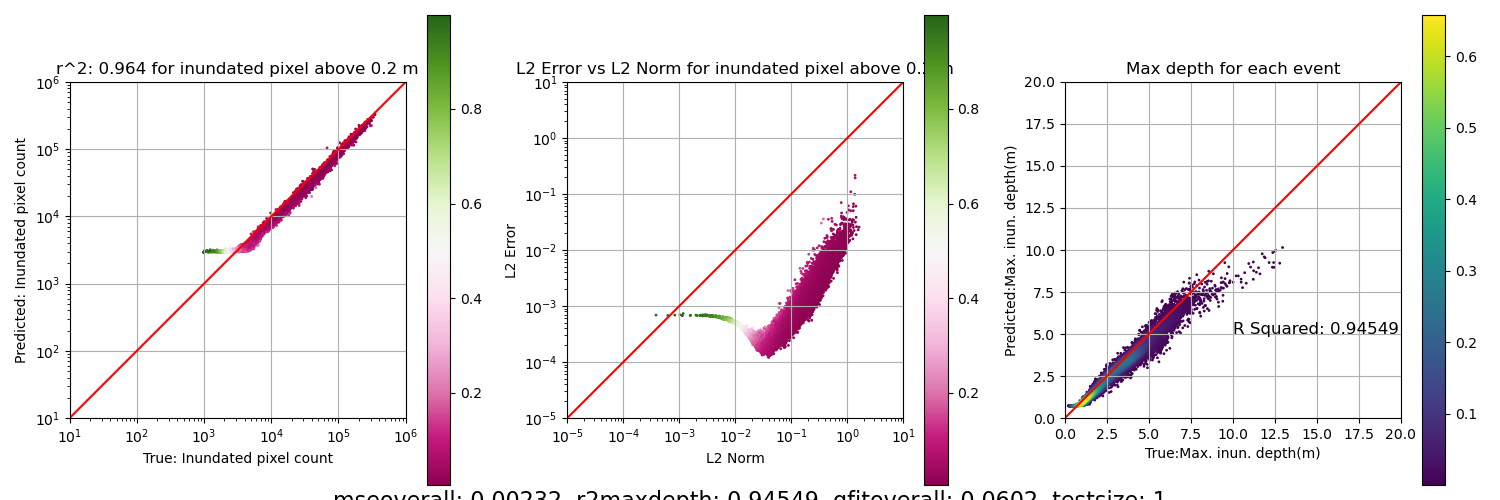 r^2: 0.964 for inundated pixel above 0.2 m
Predicted: Inundated pixel count
10^6
10^5
10^4
10^3
10^2
10^1
10^1 10^2 10^3 10^4 10^5 10^6
True: Inundated pixel count
0.8
0.6
0.4
0.2
L2 Error vs L2 Norm for inundated pixel above 0.
L2 Error
10^1
10^0
10^−1
10^−2
10^−3
10^−4
10^−5
10^−5 10^−4 10^−3 10^−2 10^−1 10^0 10^1
L2 Norm
0.8
0.6
0.4
0.2
Max depth for each event
Predicted:Max. inun. depth(m)
20.0
17.5
15.0
12.5
10.0
7.5
5.0
2.5
0.0
R Squared: 0.94549
0.0 2.5 5.0 7.5 10.0 12.5 15.0 17.5 20.0
True:Max. inun. depth(m)
0.6
0.5
0.4
0.3
0.2
0.1
mseoverall: 0.00232, r2maxdepth: 0.94549, gfitoverall: 0.0602, testsize: 1